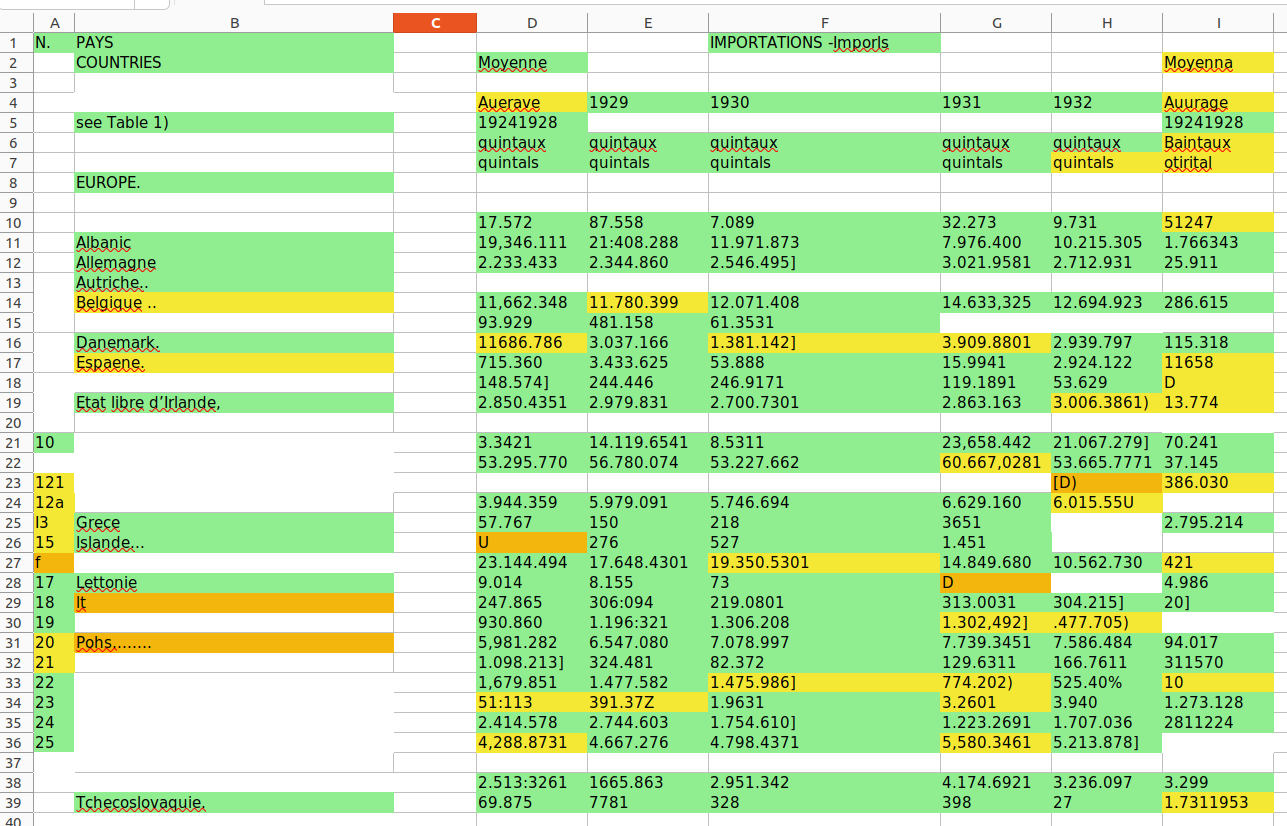 A B C D E F G H I
1 N. PAYS IMPORTATIONS -Imporls
2 COUNTRIES Moyenne Moyenna
3
4 Auerave 1929 1930 1931 1932 Auurage
5 see Table 1) 19241928 19241928
6 quintaux quintaux quintaux quintaux quintaux Baintaux
7 quintals quintals quintals quintals quintals otirital
8 EUROPE.
9
10 17.572 87.558 7.089 32.273 9.731 51247
11 Albanic 19,346.111 21:408.288 11.971.873 7.976.400 10.215.305 1.766343
12 Allemagne 2.233.433 2.344.860 2.546.495] 3.021.9581 2.712.931 25.911
13 Autriche..
14 Belgique .. 11,662.348 11.780.399 12.071.408 14.633,325 12.694.923 286.615
15 93.929 481.158 61.3531
16 Danemark. 11686.786 3.037.166 1.381.142] 3.909.8801 2.939.797 115.318
17 Espaene. 715.360 3.433.625 53.888 15.9941 2.924.122 11658
18 148.574] 244.446 246.9171 119.1891 53.629 D
19 Etat libre d’Irlande, 2.850.4351 2.979.831 2.700.7301 2.863.163 3.006.3861) 13.774
20
21 10 3.3421 14.119.6541 8.5311 23,658.442 21.067.279] 70.241
22 53.295.770 56.780.074 53.227.662 60.667,0281 53.665.7771 37.145
23 121 [D) 386.030
24 12a 3.944.359 5.979.091 5.746.694 6.629.160 6.015.55U
25 I3 Grece 57.767 150 218 3651 2.795.214
26 15 Islande... U 276 527 1.451
27 f 23.144.494 17.648.4301 19.350.5301 14.849.680 10.562.730 421
28 17 Lettonie 9.014 8.155 73 D 4.986
29 18 lt 247.865 306:094 219.0801 313.0031 304.215] 20]
30 19 930.860 1.196:321 1.306.208 1.302,492] .477.705)
31 20 Pohs,....... 5,981.282 6.547.080 7.078.997 7.739.3451 7.586.484 94.017
32 21 1.098.213] 324.481 82.372 129.6311 166.7611 311570
33 22 1,679.851 1.477.582 1.475.986] 774.202) 525.40% 10
34 23 51:113 391.37Z 1.9631 3.2601 3.940 1.273.128
35 24 2.414.578 2.744.603 1.754.610] 1.223.2691 1.707.036 2811224
36 25 4,288.8731 4.667.276 4.798.4371 5,580.3461 5.213.878]
37
38 2.513:3261 1665.863 2.951.342 4.174.6921 3.236.097 3.299
39 Tchecoslovaquie. 69.875 7781 328 398 27 1.7311953
40